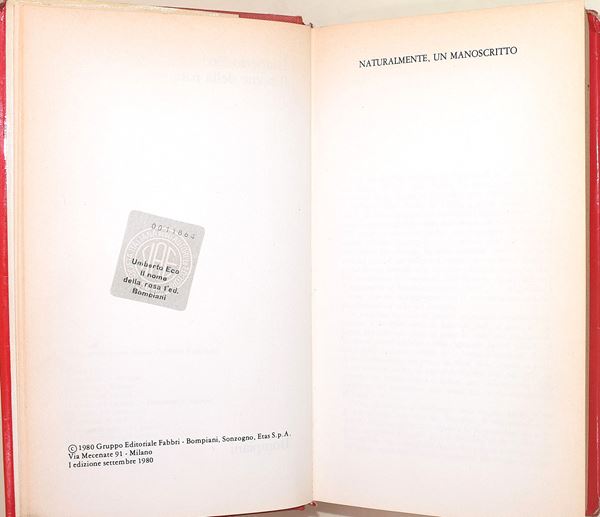 0011864
Umberto Eco
Il nome
della rosa I'ed.
Bompiani
© 1980 Gruppo Editoriale Fabbri - Bompiani, Sonzogno, Etas S.p.A.
Via Mecenate 91 - Milano
I edizione settembre 1980
NATURALMENTE, UN MANOSCRITTO